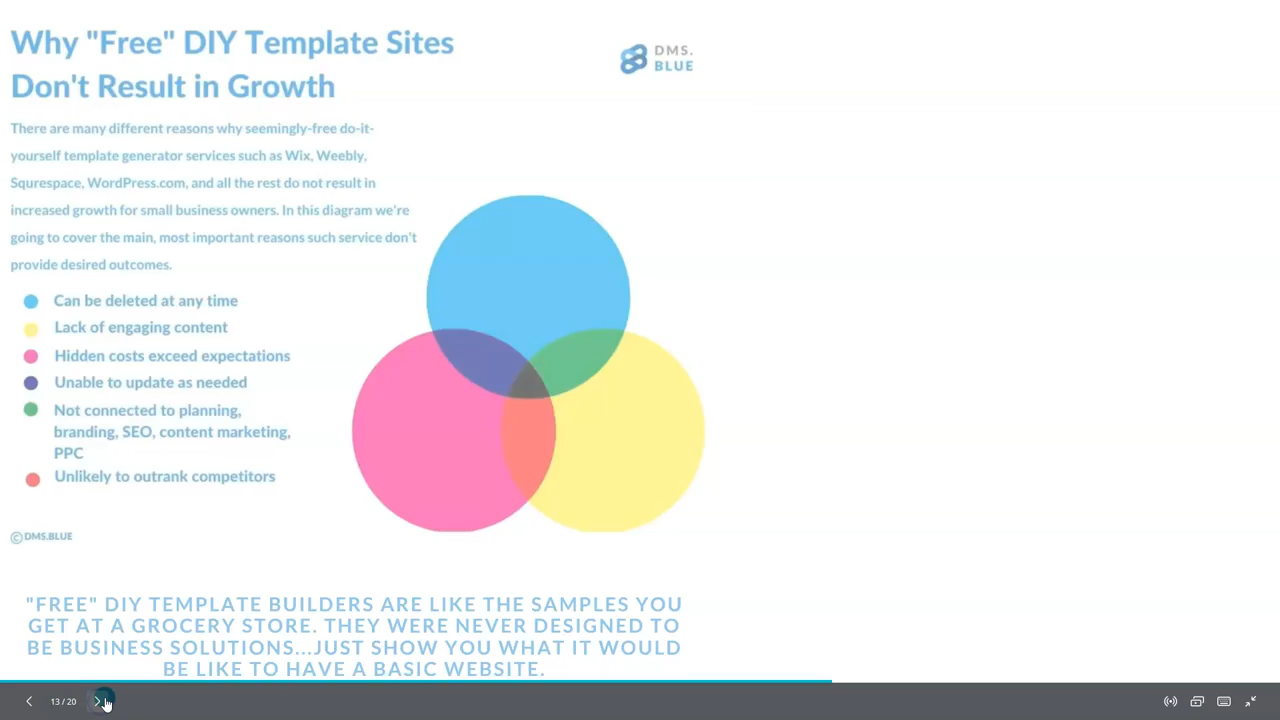 Why "Free" DIY Template Sites
Don't Result in Growth
DMS.
BLUE
There are many different reasons why seemingly-free do-it-
yourself template generator services such as Wix, Weebly,
Squrespace, WordPress.com, and all the rest do not result in
increased growth for small business owners. In this diagram we're
going to cover the main, most important reasons such service don't
provide desired outcomes.
Can be deleted at any time
Lack of engaging content
Hidden costs exceed expectations
Unable to update as needed
Not connected to planning,
branding, SEO, content marketing,
PPC
Unlikely to outrank competitors
©DMS.BLUE
"FREE" DIY TEMPLATE BUILDERS ARE LIKE THE SAMPLES YOU
GET AT A GROCERY STORE. THEY WERE NEVER DESIGNED TO
BE BUSINESS SOLUTIONS...JUST SHOW YOU WHAT IT WOULD
BE LIKE TO HAVE A BASIC WEBSITE.
13 / 20